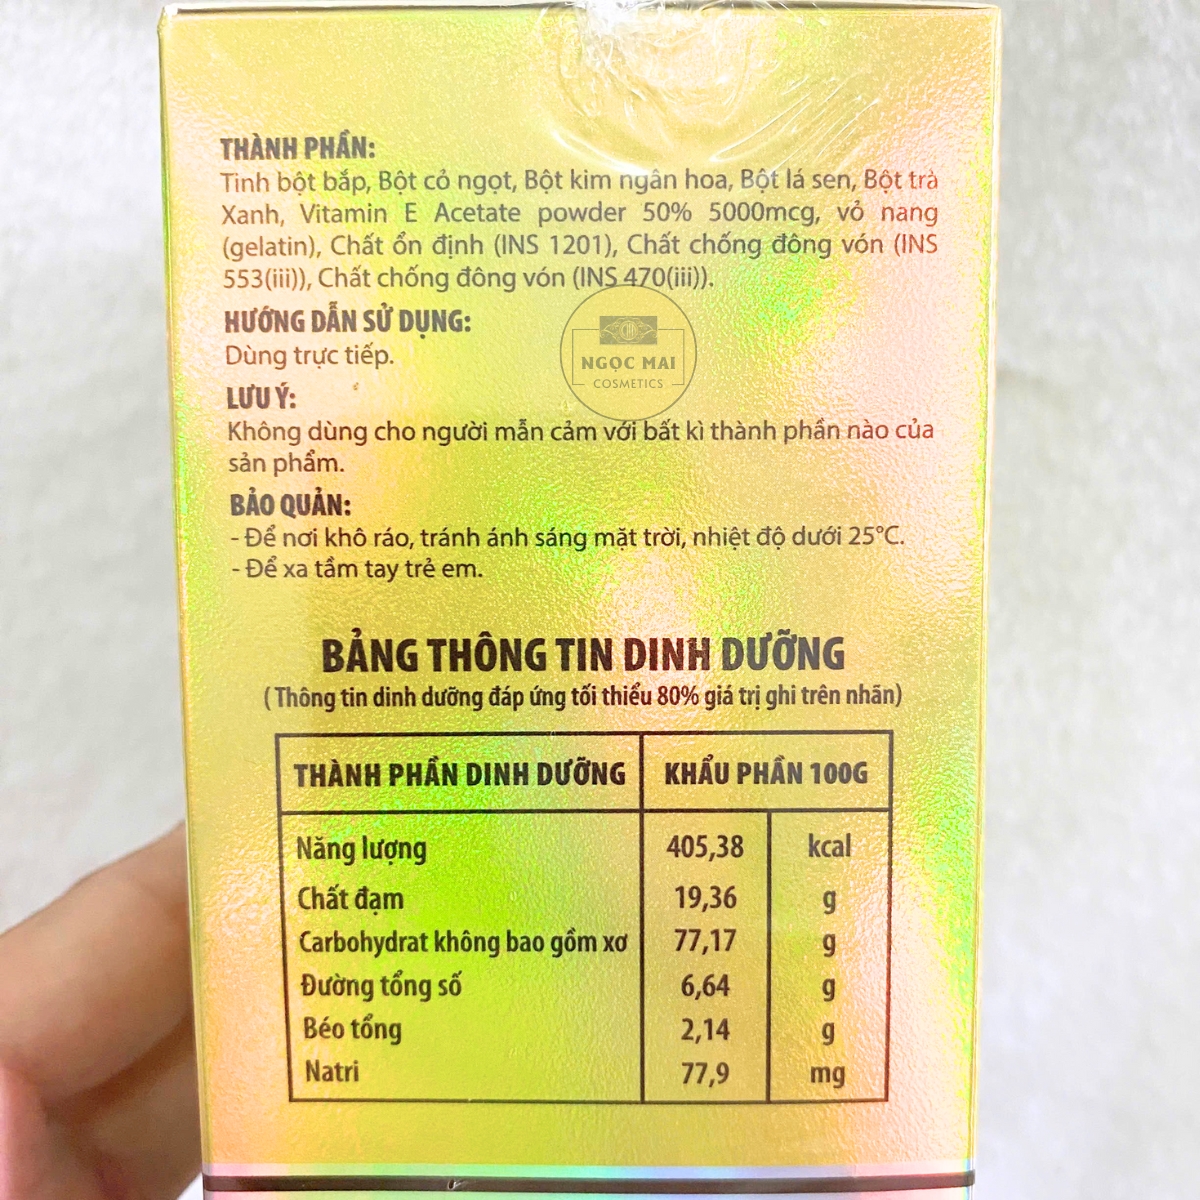 THÀNH PHẦN:
Tinh bột bắp, Bột cỏ ngọt, Bột kim ngân hoa, Bột lá sen, Bột trà
Xanh, Vitamin E Acetate powder 50% 5000mcg, vỏ nang
(gelatin), Chất ổn định (INS 1201), Chất chống đông vón (INS
553(iii)), Chất chống đông vón (INS 470(iii)).
HƯỚNG DẪN SỬ DỤNG:
Dùng trực tiếp.
NGỌC MAI
COSMETICS
LƯU Ý:
Không dùng cho người mẫn cảm với bất kì thành phần nào của
sản phẩm.
BẢO QUẢN:
- Để nơi khô ráo, tránh ánh sáng mặt trời, nhiệt độ dưới 25°C.
- Để xa tầm tay trẻ em.
BẢNG THÔNG TIN DINH DƯỠNG
( Thông tin dinh dưỡng đáp ứng tối thiểu 80% giá trị ghi trên nhãn)
THÀNH PHẦN DINH DƯỠNG KHẨU PHẦN 100G
Năng lượng 405,38 kcal
Chất đạm 19,36 g
Carbohydrat không bao gồm xơ 77,17 g
Đường tổng số 6,64 g
Béo tổng 2,14 g
Natri 77,9 mg